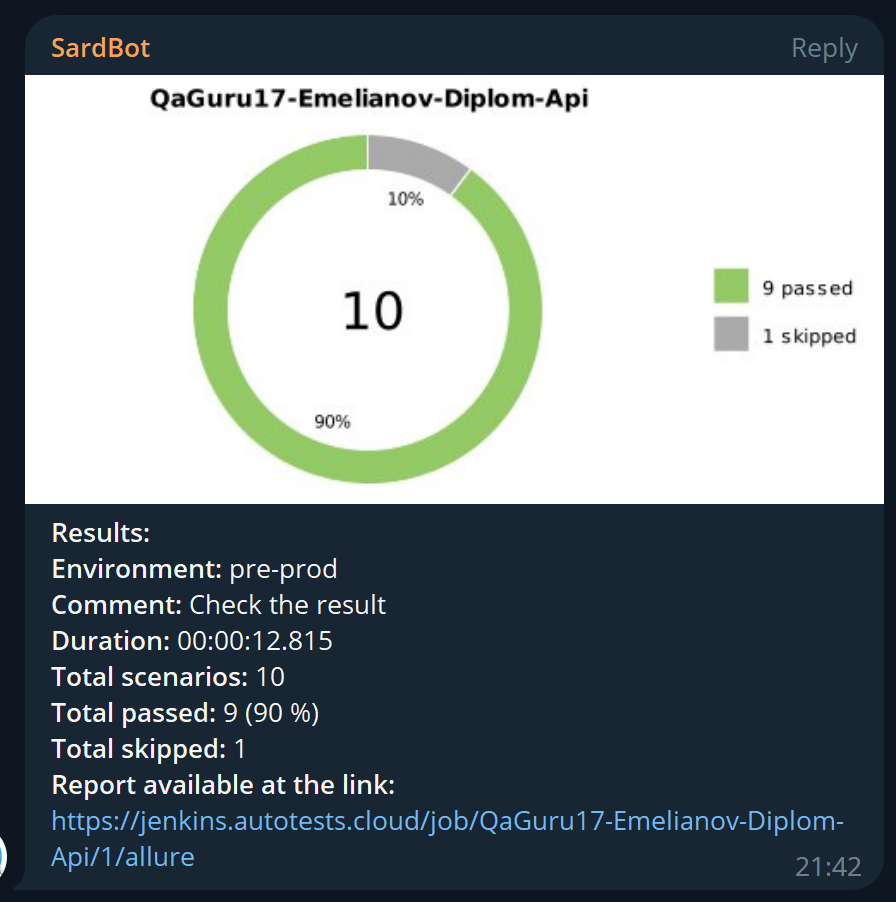 SardBot
Reply
QaGuru17-Emelianov-Diplom-Api
10%
10
90%
9 passed
1 skipped
Results:
Environment: pre-prod
Comment: Check the result
Duration: 00:00:12.815
Total scenarios: 10
Total passed: 9 (90 %)
Total skipped: 1
Report available at the link:
https://jenkins.autotests.cloud/job/QaGuru17-Emelianov-Diplom-
Api/1/allure
21:42